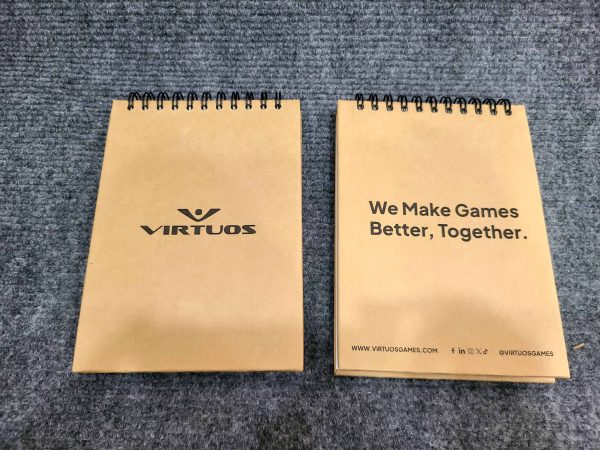 VIRTUOS
We Make Games
Better, Together.
WWW.VIRTUOSGAMES.COM @VIRTUOSGAMES